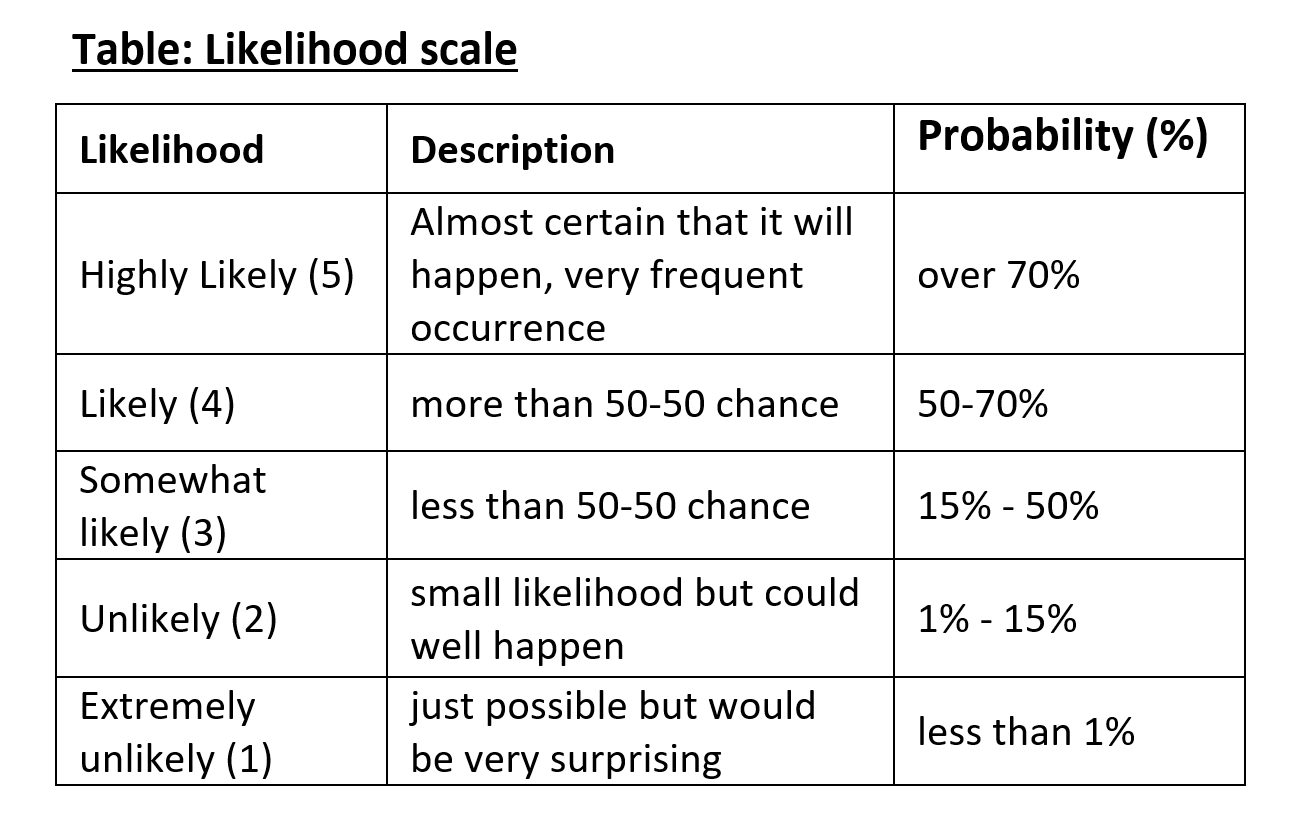 Table: Likelihood scale
Likelihood
Description
Probability (%)
Highly Likely (5)
Almost certain that it will
happen, very frequent
occurrence
over 70%
Likely (4)
more than 50-50 chance
50-70%
Somewhat
likely (3)
less than 50-50 chance
15% - 50%
Unlikely (2)
small likelihood but could
well happen
1% - 15%
Extremely
unlikely (1)
just possible but would
be very surprising
less than 1%